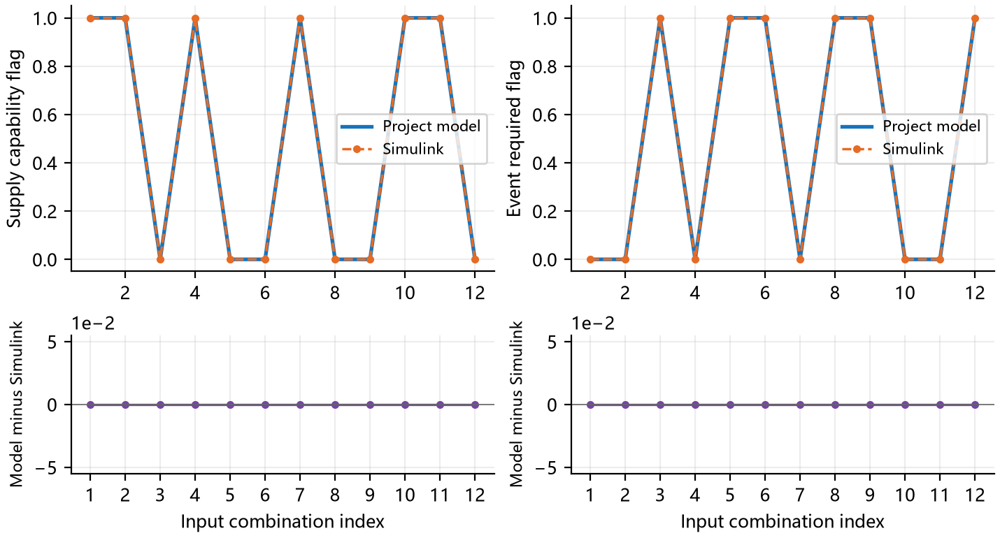 Supply capability flag
1.0
0.8
0.6
0.4
0.2
0.0
Project model
Simulink
2 4 6 8 10 12
Event required flag
1.0
0.8
0.6
0.4
0.2
0.0
Project model
Simulink
2 4 6 8 10 12
Model minus Simulink
1e−2
5
0
−5
1 2 3 4 5 6 7 8 9 10 11 12
Input combination index
Model minus Simulink
1e−2
5
0
−5
1 2 3 4 5 6 7 8 9 10 11 12
Input combination index